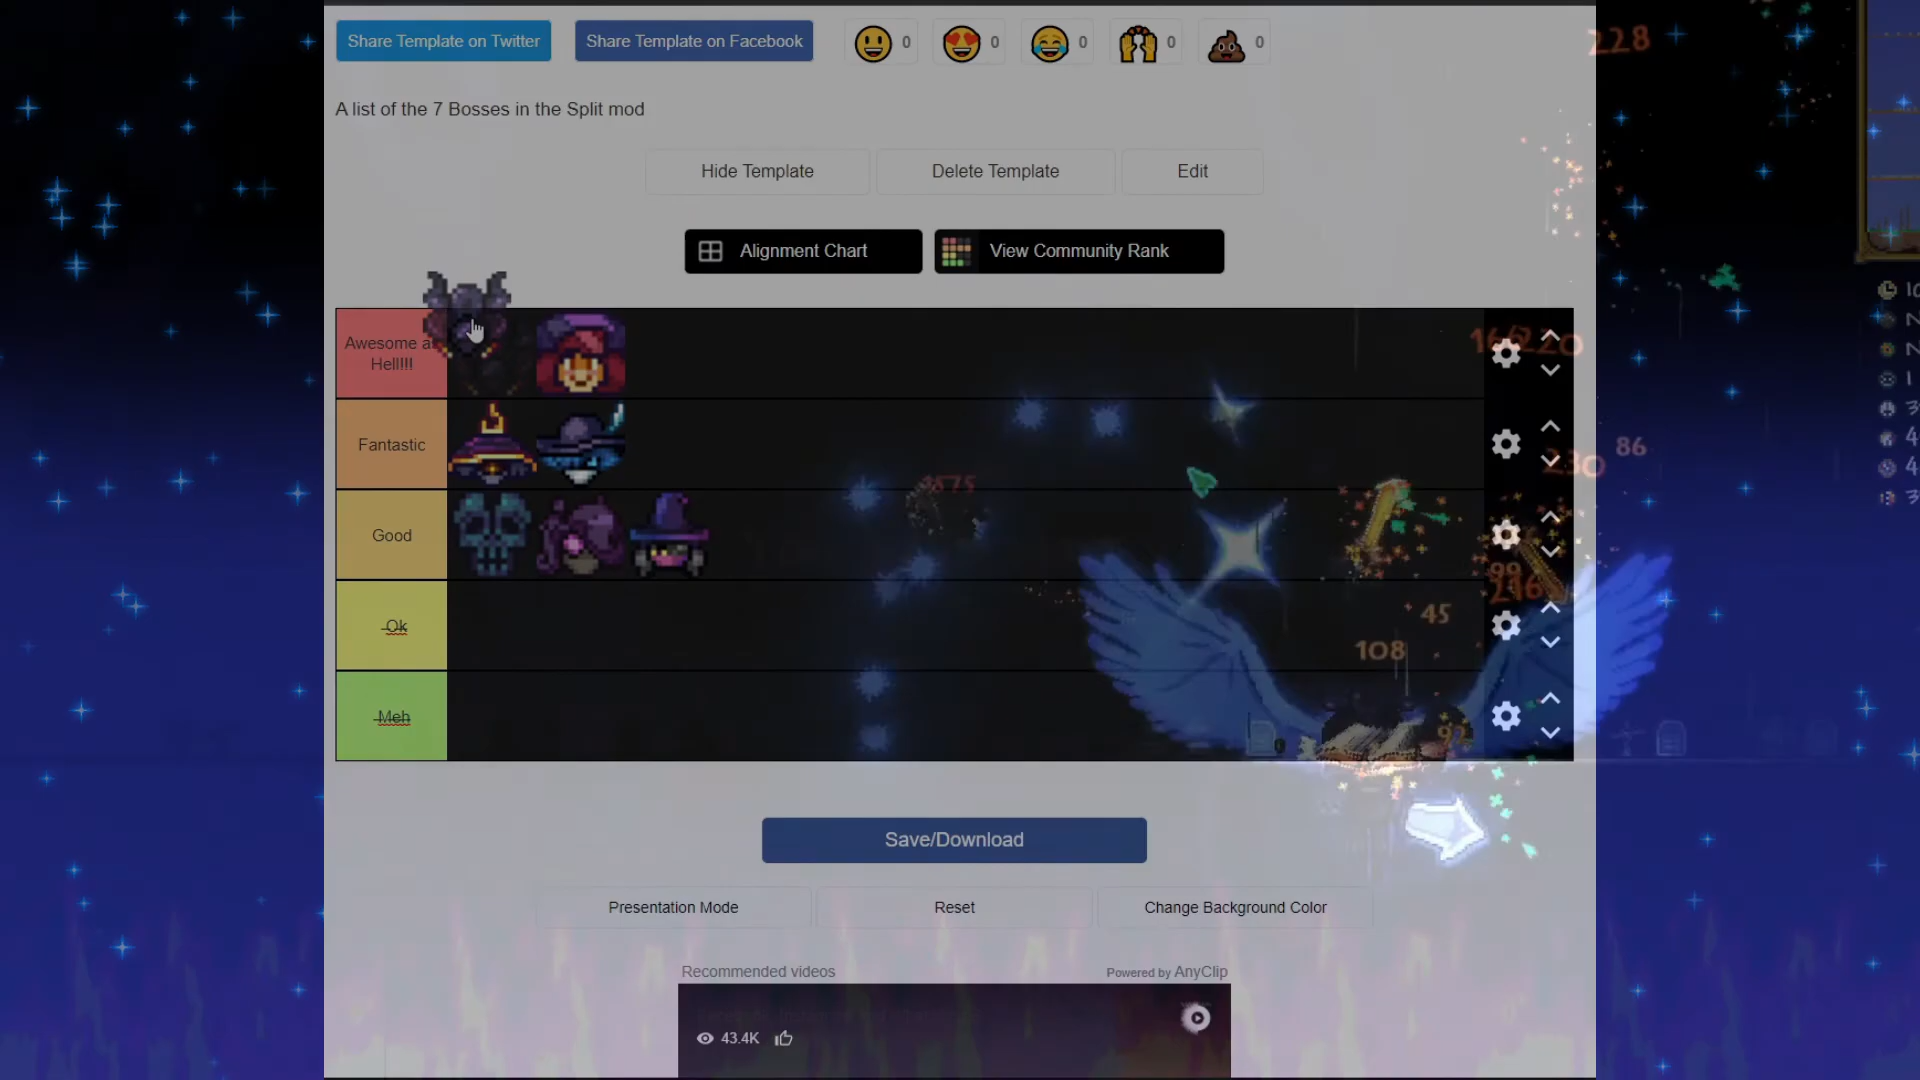 Share Template on Twitter
Share Template on Facebook
0
0
0
0
0
228
A list of the 7 Bosses in the Split mod
Hide Template
Delete Template
Edit
Alignment Chart
View Community Rank
Awesome as
Hell!!!
Fantastic
86
Good
Ok
45
108
Meh
Save/Download
Presentation Mode
Reset
Change Background Color
Recommended videos
Powered by AnyClip
43.4K